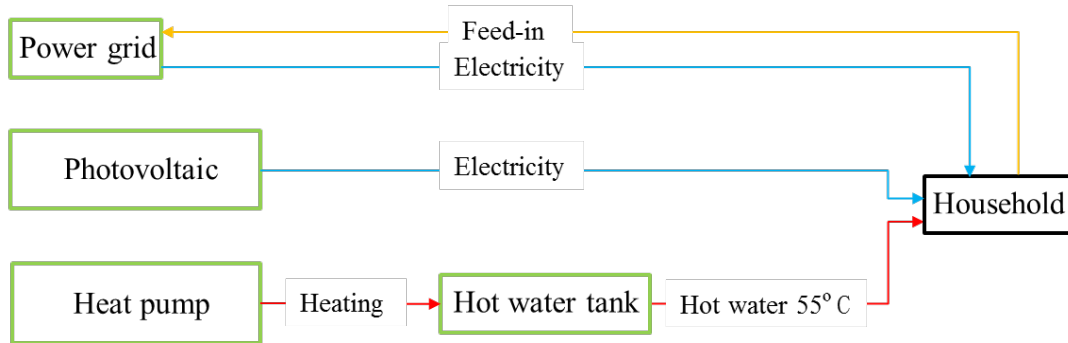 Feed-in
Power grid
Electricity
Photovoltaic
Electricity
Household
Heat pump
Heating
Hot water tank
Hot water 55° C